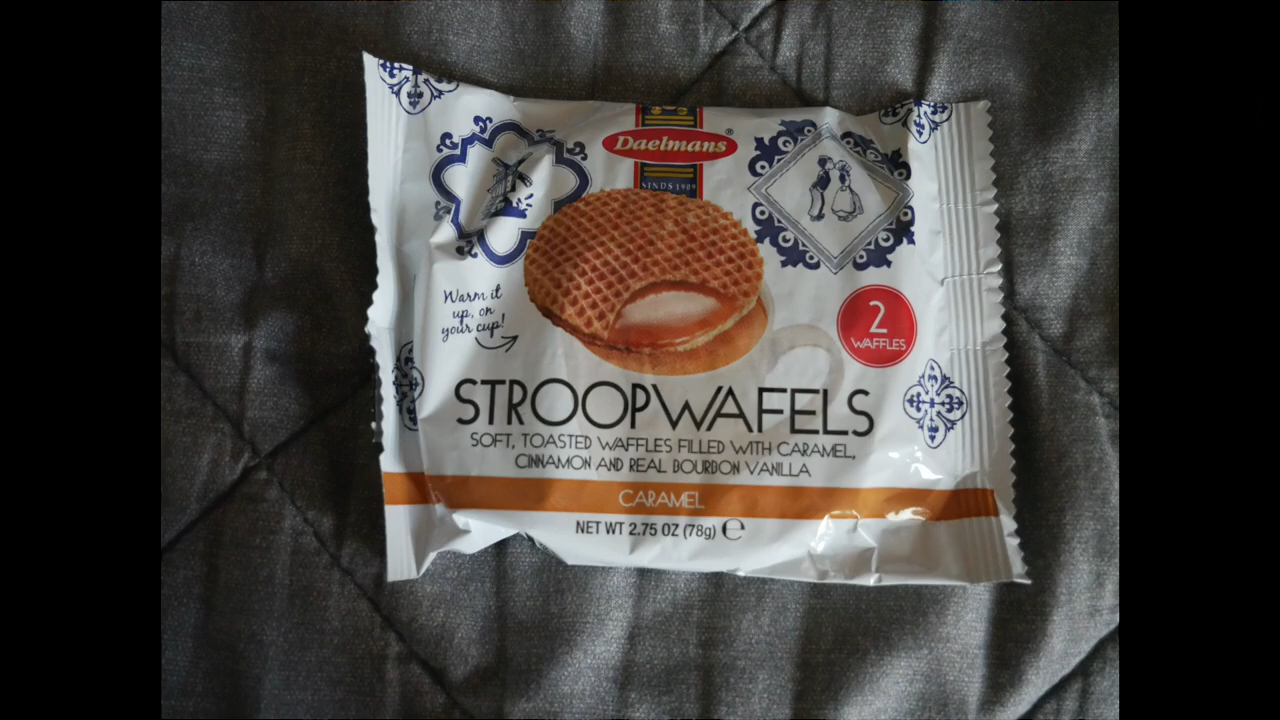 Daelmans®
SINDS 1909
Warm it
up, on
your cup!
2
WAFFLES
STROOPWAFELS
SOFT, TOASTED WAFFLES FILLED WITH CARAMEL,
CINNAMON AND REAL BOURBON VANILLA
CARAMEL
NET WT 2.75 OZ (78g) ℮